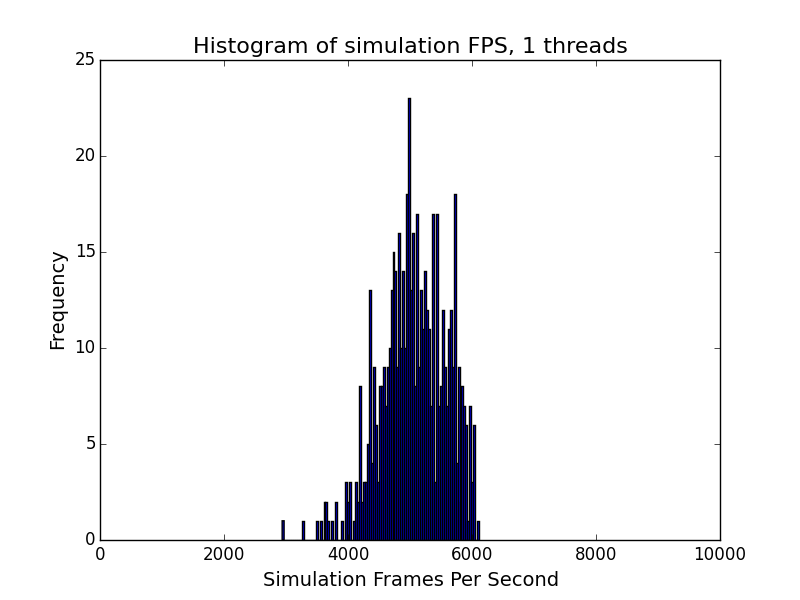 Histogram of simulation FPS, 1 threads
25
20
15
10
5
0
Frequency
0 2000 4000 6000 8000 10000
Simulation Frames Per Second